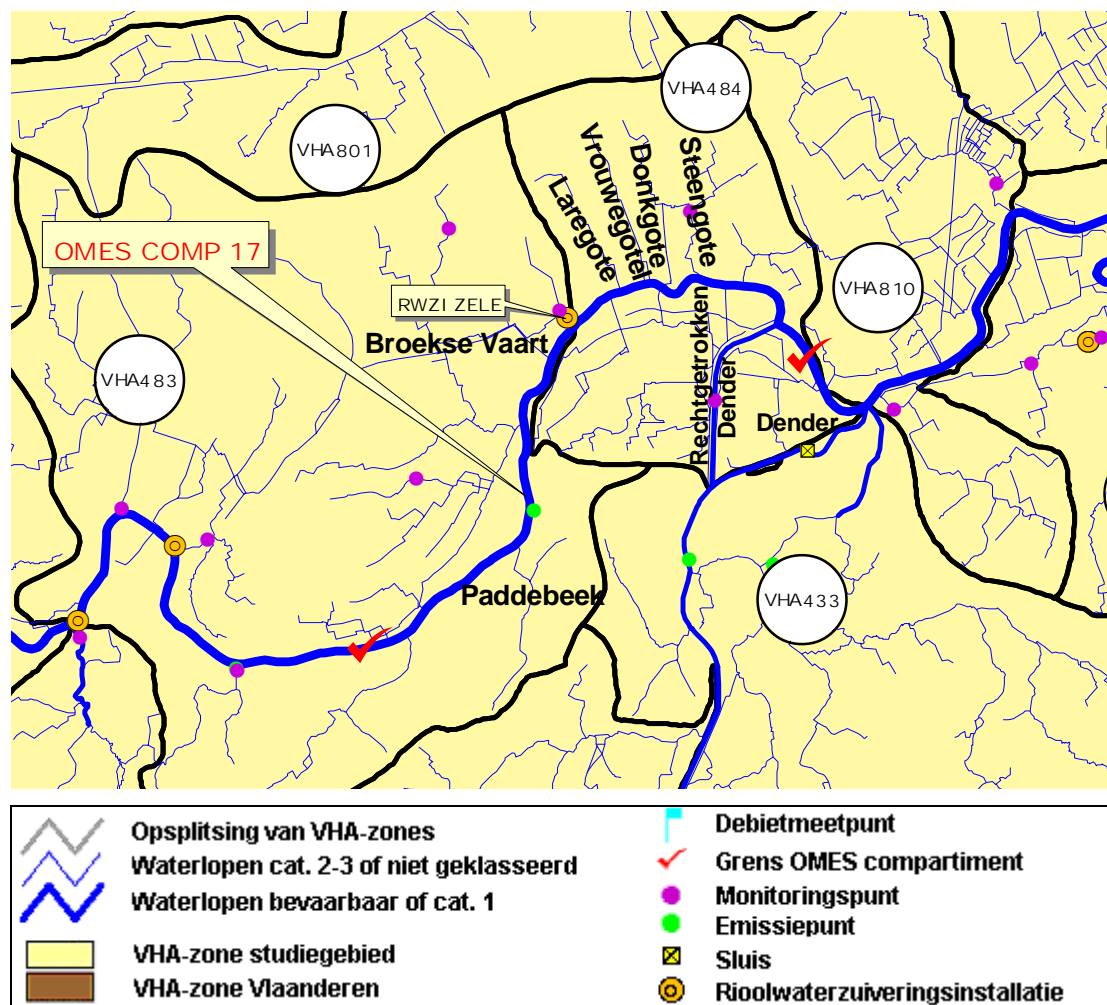 VHA484
VHA801
Steengote
Donkgote
Vrouwegotel
Laregote
OMES COMP 17
VHA810
RWZI ZELE
Broekse Vaart
VHA483
Rechtgetrokken
Dender
Dender
Paddebeek
VHA433
Opsplitsing van VHA-zones
Waterlopen cat. 2-3 of niet geklasseerd
Waterlopen bevaarbaar of cat. 1
VHA-zone studiegebied
VHA-zone Vlaanderen
Debietmeetpunt
Grens OMES compartiment
Monitoringspunt
Emissiepunt
Sluis
Rioolwaterzuiveringsinstallatie